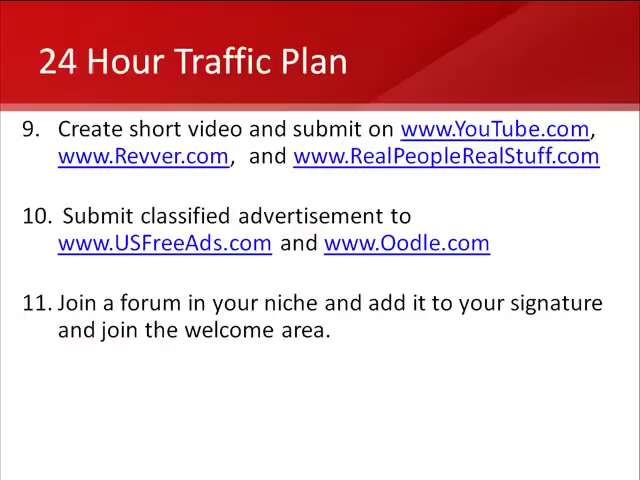 24 Hour Traffic Plan
9. Create short video and submit on www.YouTube.com,
www.Revver.com, and www.RealPeopleRealStuff.com
10. Submit classified advertisement to
www.USFreeAds.com and www.Oodle.com
11. Join a forum in your niche and add it to your signature
and join the welcome area.